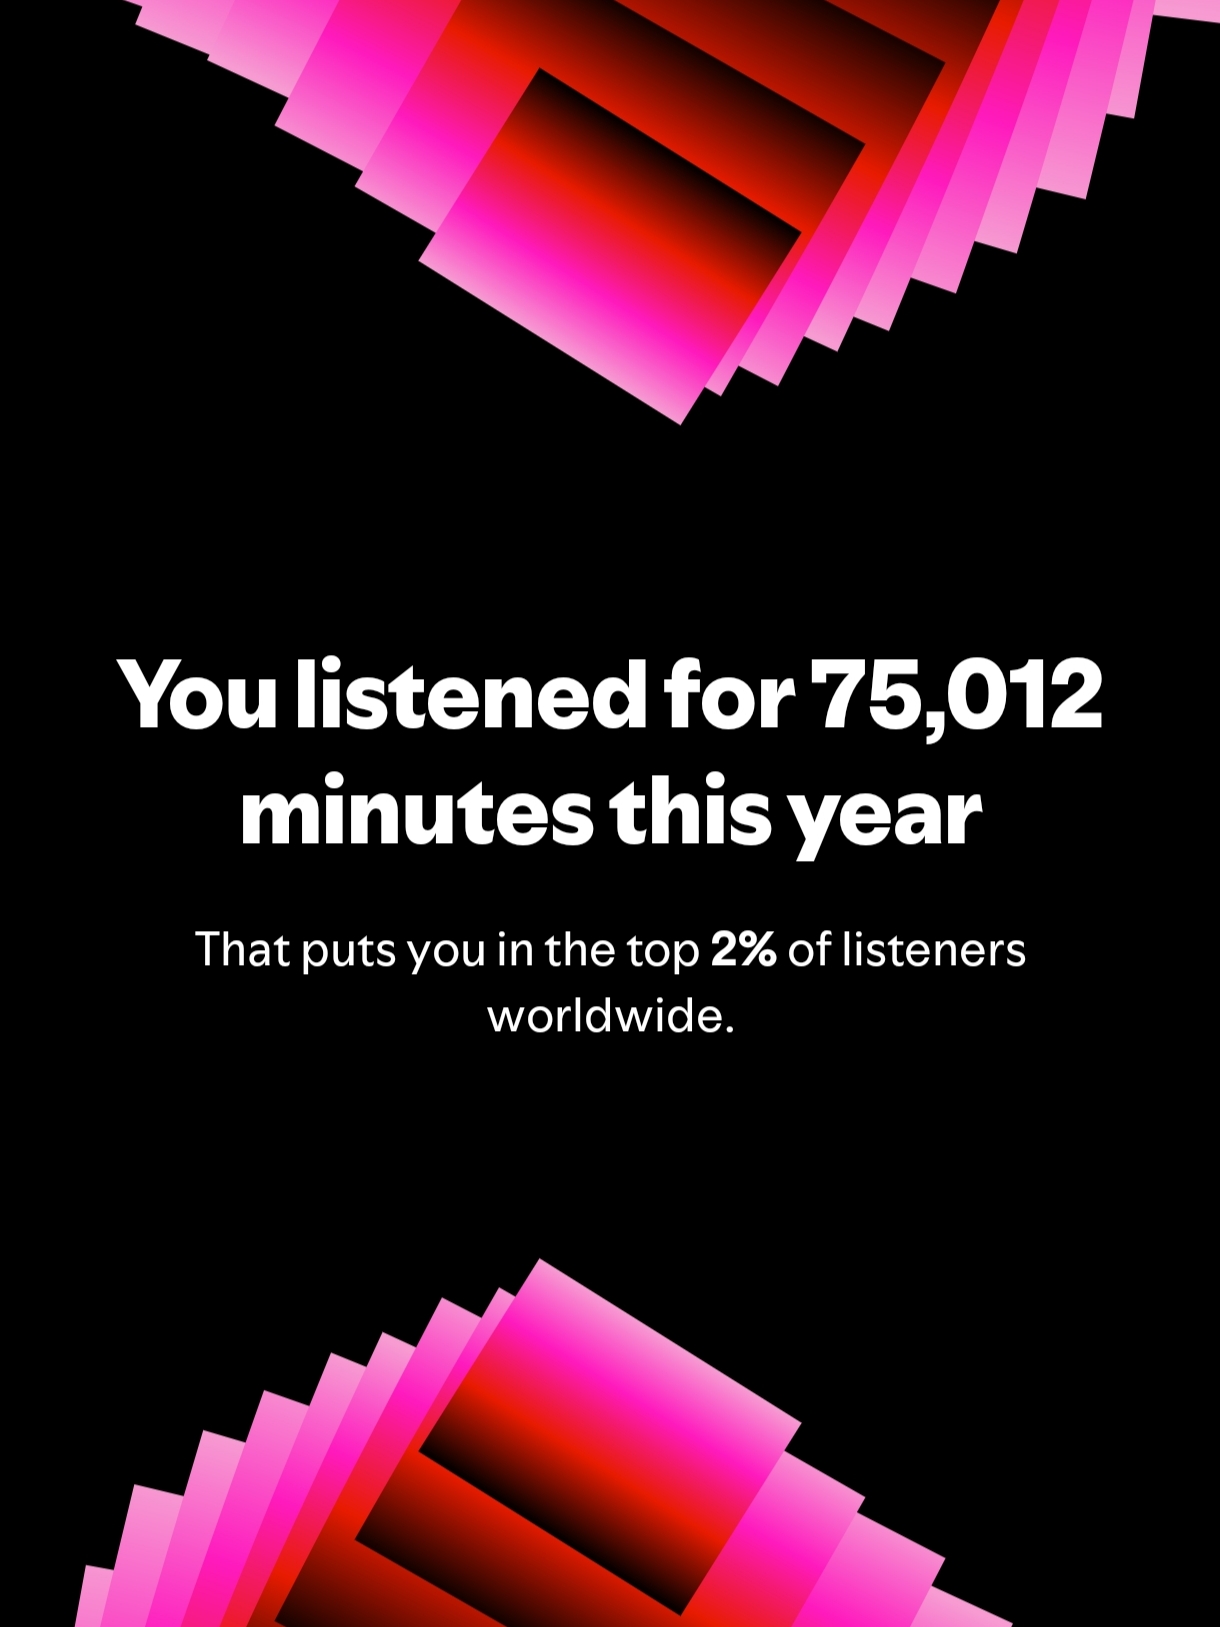 You listened for 75,012
minutes this year
That puts you in the top 2% of listeners
worldwide.